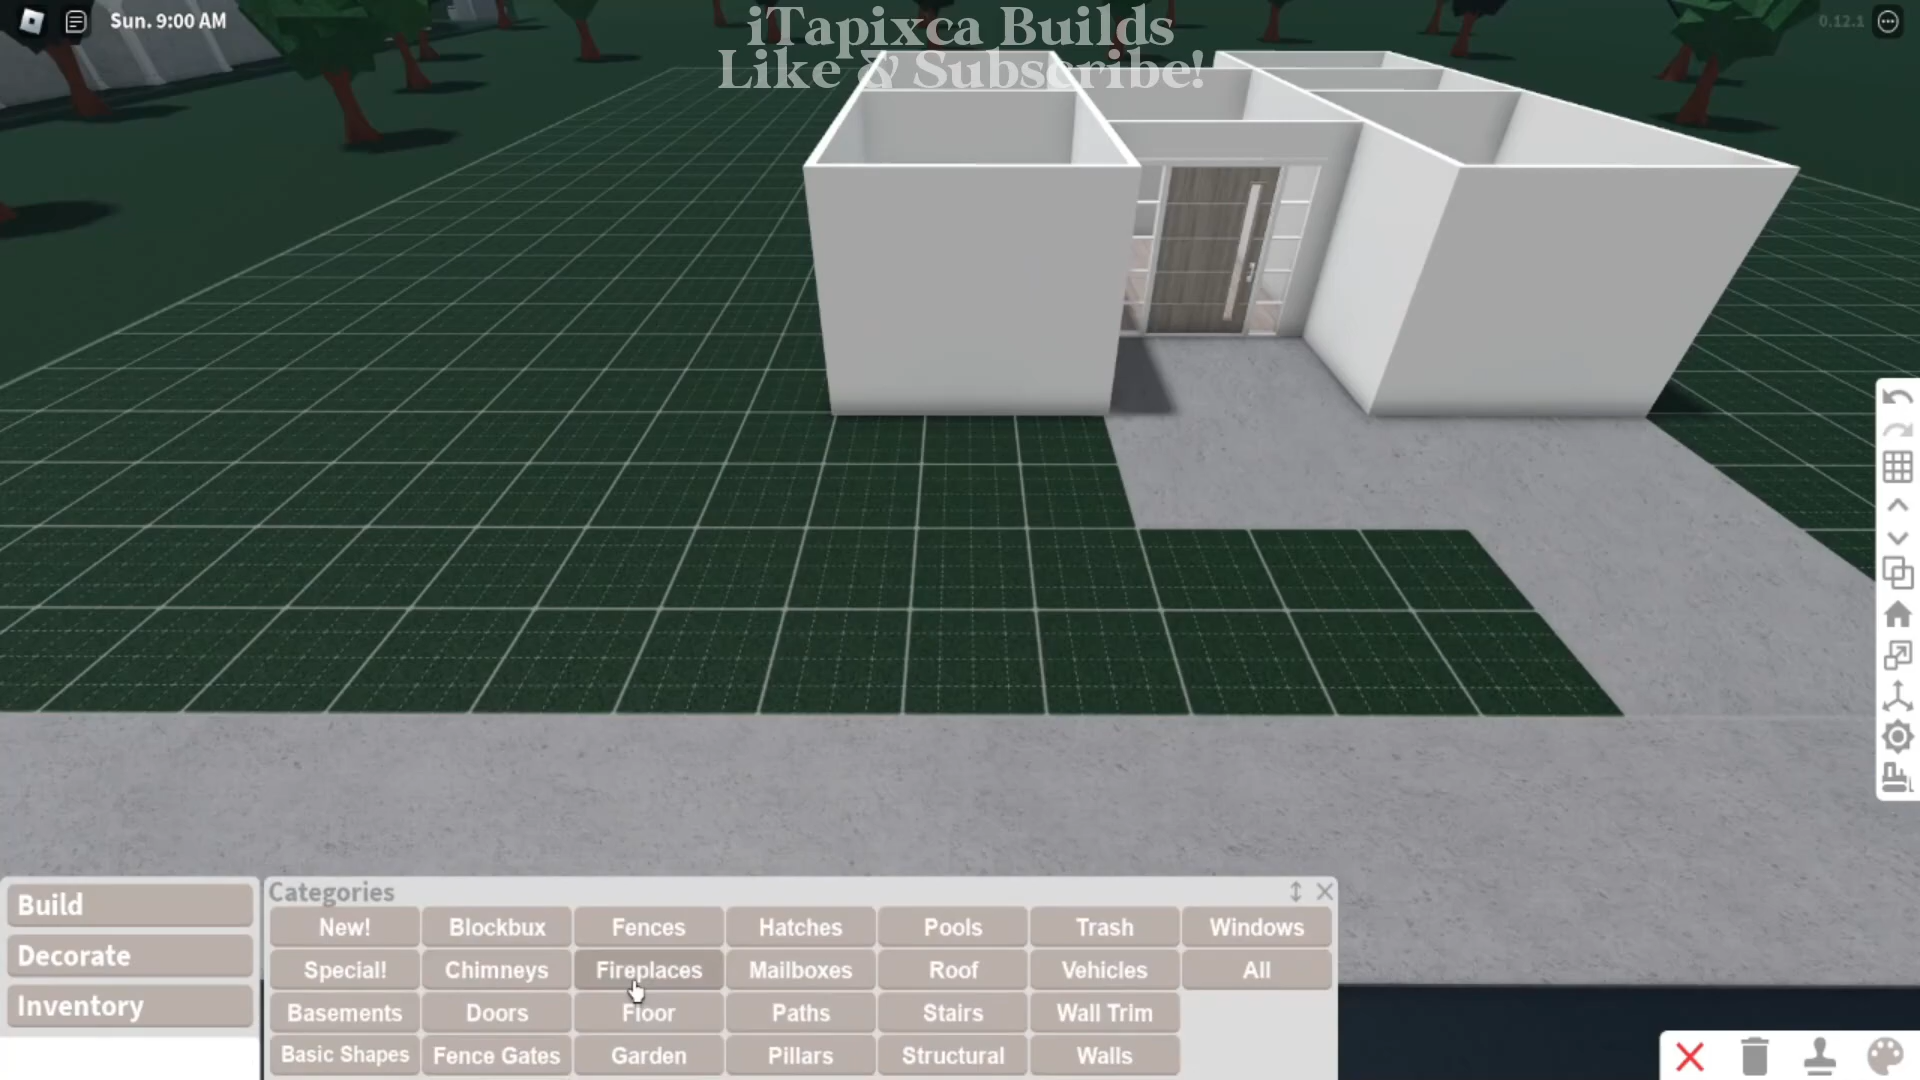 Sun. 9:00 AM
iTapixca Builds
Like & Subscribe!
0.12.1
Build
Decorate
Inventory
Categories
New! Blockbux Fences Hatches Pools Trash Windows
Special! Chimneys Fireplaces Mailboxes Roof Vehicles All
Basements Doors Floor Paths Stairs Wall Trim
Basic Shapes Fence Gates Garden Pillars Structural Walls